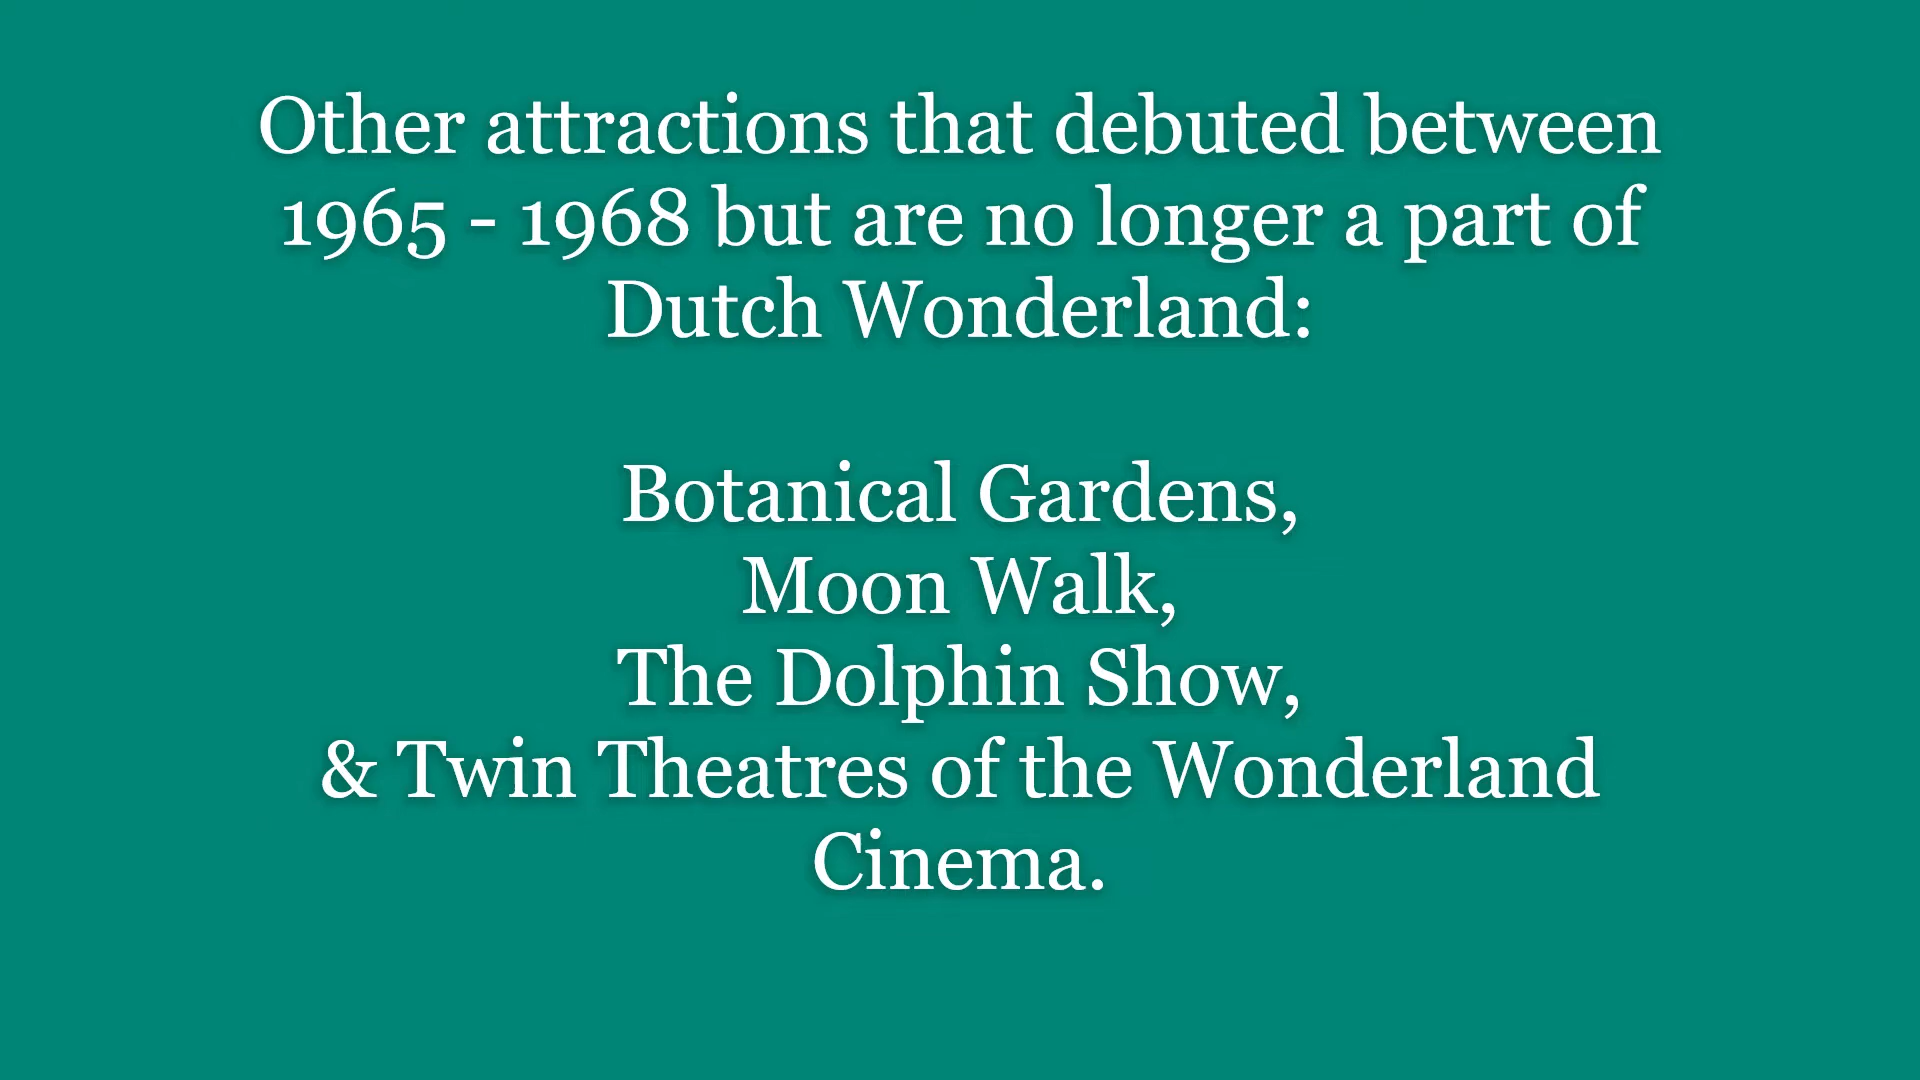 Other attractions that debuted between
1965 - 1968 but are no longer a part of
Dutch Wonderland:
Botanical Gardens,
Moon Walk,
The Dolphin Show,
& Twin Theatres of the Wonderland
Cinema.